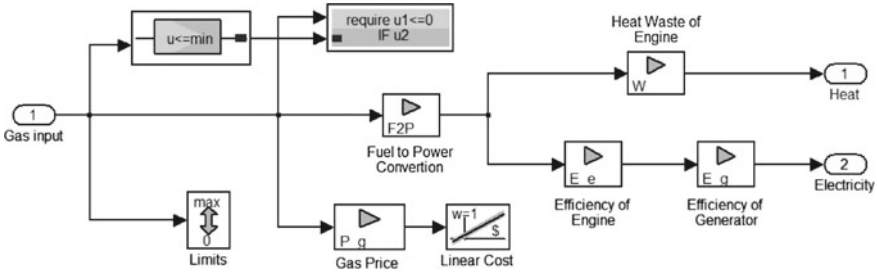 u<=min
require u1<=0
IF u2
Heat Waste of
Engine
W
1
Heat
1
Gas input
F2P
Fuel to Power
Convertion
E e
Efficiency of
Engine
E g
Efficiency of
Generator
2
Electricity
max
0
Limits
P g
Gas Price
w=1
$
Linear Cost